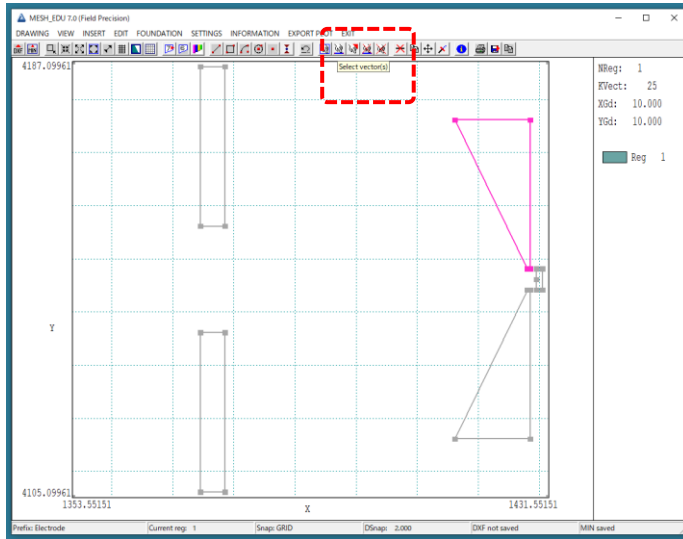 MESH_EDU 7.0 (Field Precision)
DRAWING VIEW INSERT EDIT FOUNDATION SETTINGS INFORMATION EXPORT PLOT EXIT
Select vector(s)
4187.09961
NReg: 1
KVect: 25
XGd: 10.000
YGd: 10.000
Reg 1
Y
4105.09961
1353.55151
X
1431.55151
Prefix: Electrode
Current reg: 1
Snap: GRID
DSnap: 2.000
DXF not saved
MIN saved